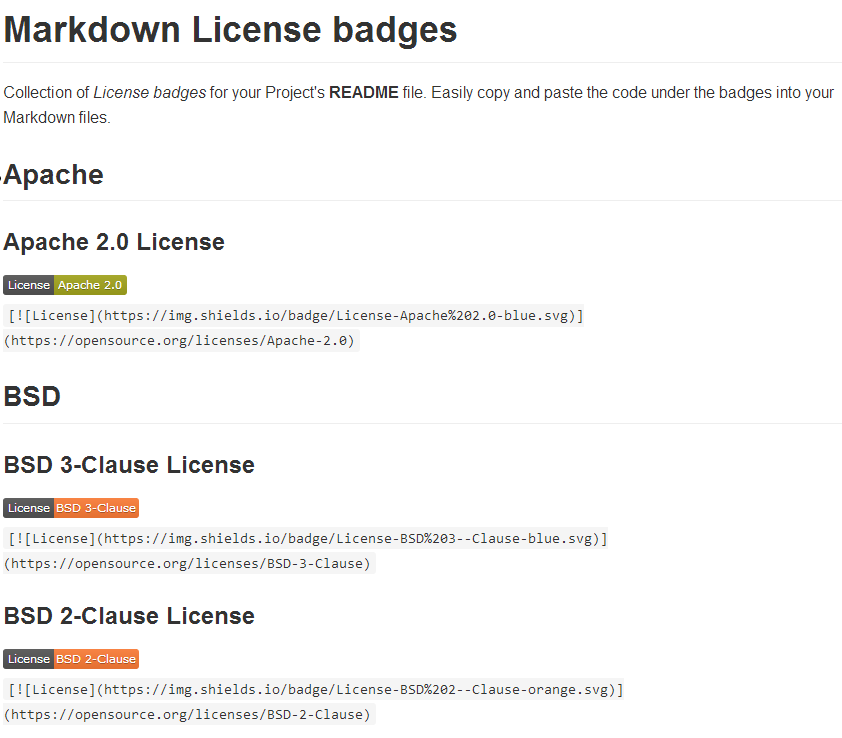 Markdown License badges
Collection of License badges for your Project's README file. Easily copy and paste the code under the badges into your
Markdown files.
Apache
Apache 2.0 License
License Apache 2.0
[![License](https://img.shields.io/badge/License-Apache%202.0-blue.svg)]
(https://opensource.org/licenses/Apache-2.0)
BSD
BSD 3-Clause License
License BSD 3-Clause
[![License](https://img.shields.io/badge/License-BSD%203--Clause-blue.svg)]
(https://opensource.org/licenses/BSD-3-Clause)
BSD 2-Clause License
License BSD 2-Clause
[![License](https://img.shields.io/badge/License-BSD%202--Clause-orange.svg)]
(https://opensource.org/licenses/BSD-2-Clause)